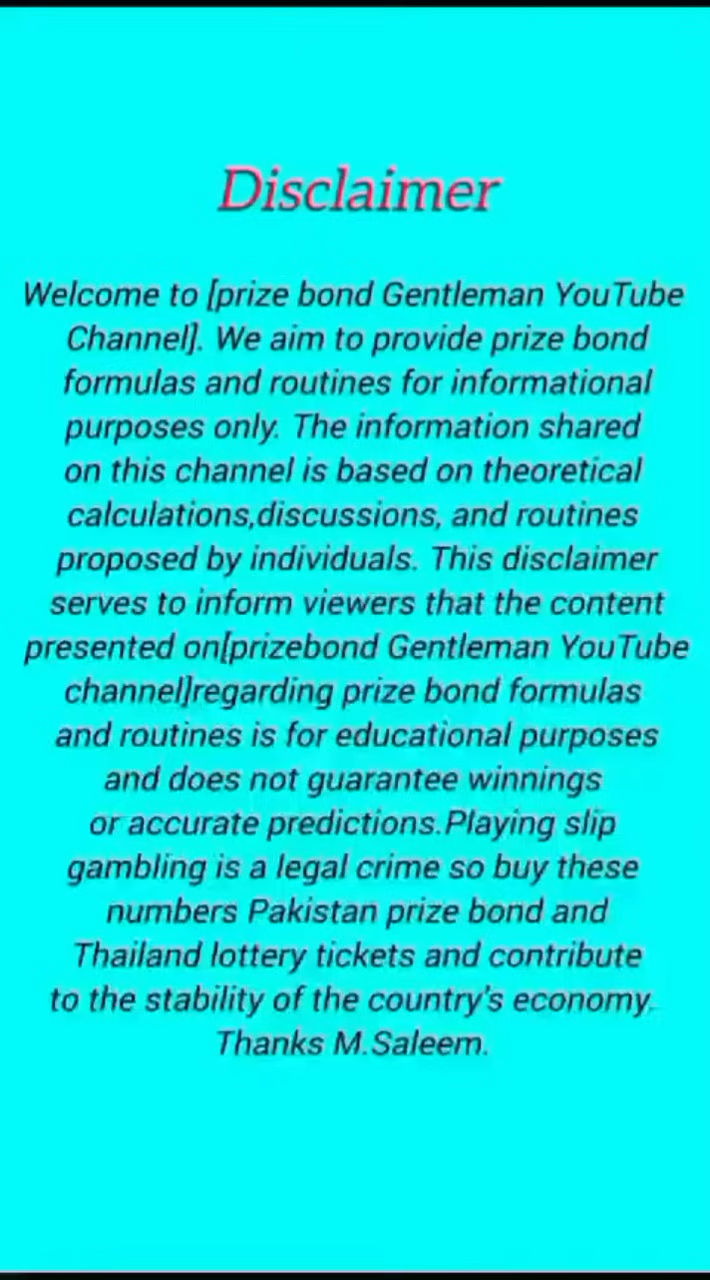 Disclaimer
Welcome to [prize bond Gentleman YouTube
Channel]. We aim to provide prize bond
formulas and routines for informational
purposes only. The information shared
on this channel is based on theoretical
calculations,discussions, and routines
proposed by individuals. This disclaimer
serves to inform viewers that the content
presented on[prizebond Gentleman YouTube
channel]regarding prize bond formulas
and routines is for educational purposes
and does not guarantee winnings
or accurate predictions.Playing slip
gambling is a legal crime so buy these
numbers Pakistan prize bond and
Thailand lottery tickets and contribute
to the stability of the country's economy.
Thanks M.Saleem.